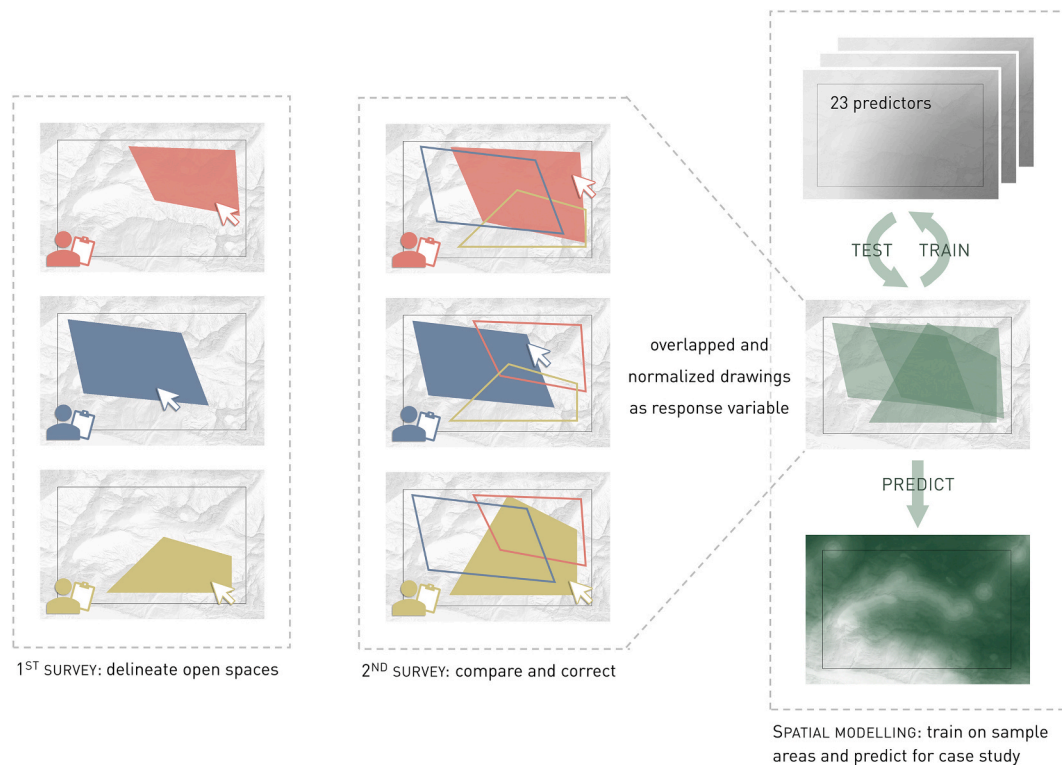 23 predictors
TEST TRAIN
overlapped and
normalized drawings
as response variable
PREDICT
1ST SURVEY: delineate open spaces
2ND SURVEY: compare and correct
SPATIAL MODELLING: train on sample
areas and predict for case study